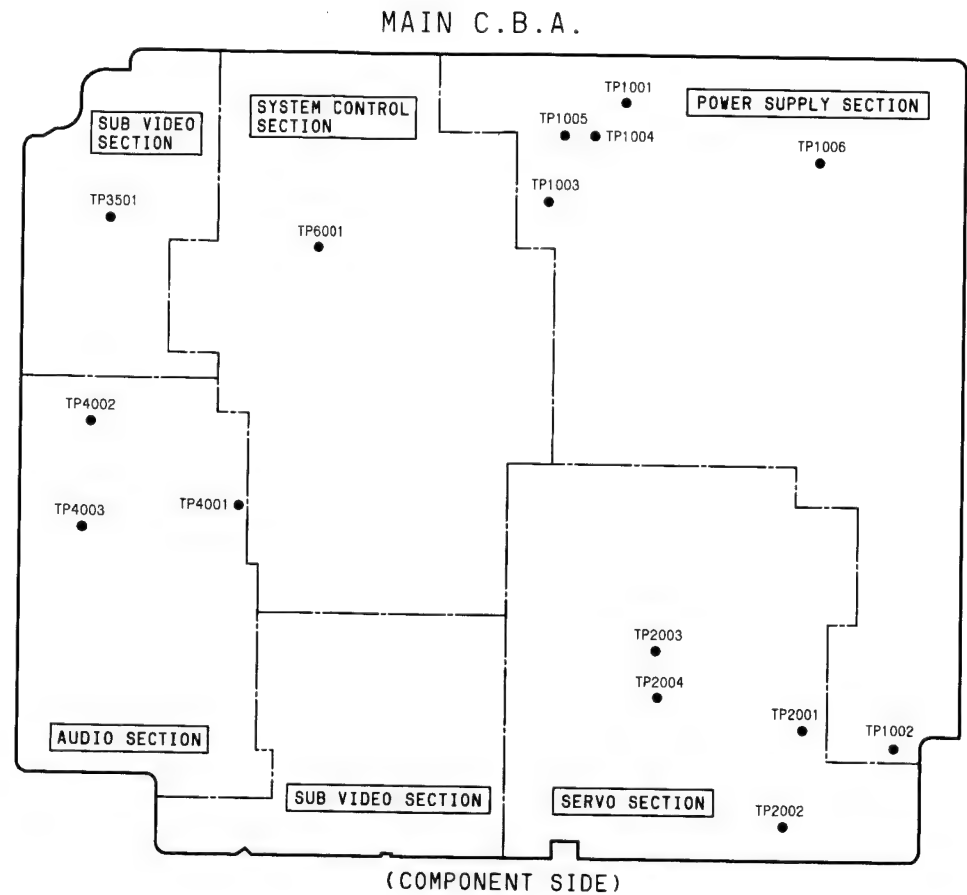 MAIN C.B.A.
SUB VIDEO
SECTION
SYSTEM CONTROL
SECTION
TP1001
POWER SUPPLY SECTION
TP1005
TP1004
TP1006
TP1003
TP3501
TP6001
TP4002
TP4001
TP4003
TP2003
TP2004
TP2001
TP1002
AUDIO SECTION
SUB VIDEO SECTION
SERVO SECTION
TP2002
(COMPONENT SIDE)